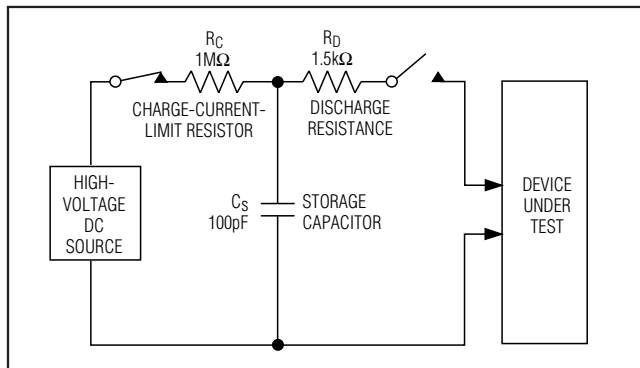 RC
1MΩ
CHARGE-CURRENT-
LIMIT RESISTOR
RD
1.5kΩ
DISCHARGE
RESISTANCE
HIGH-
VOLTAGE
DC
SOURCE
CS
100pF
STORAGE
CAPACITOR
DEVICE
UNDER
TEST